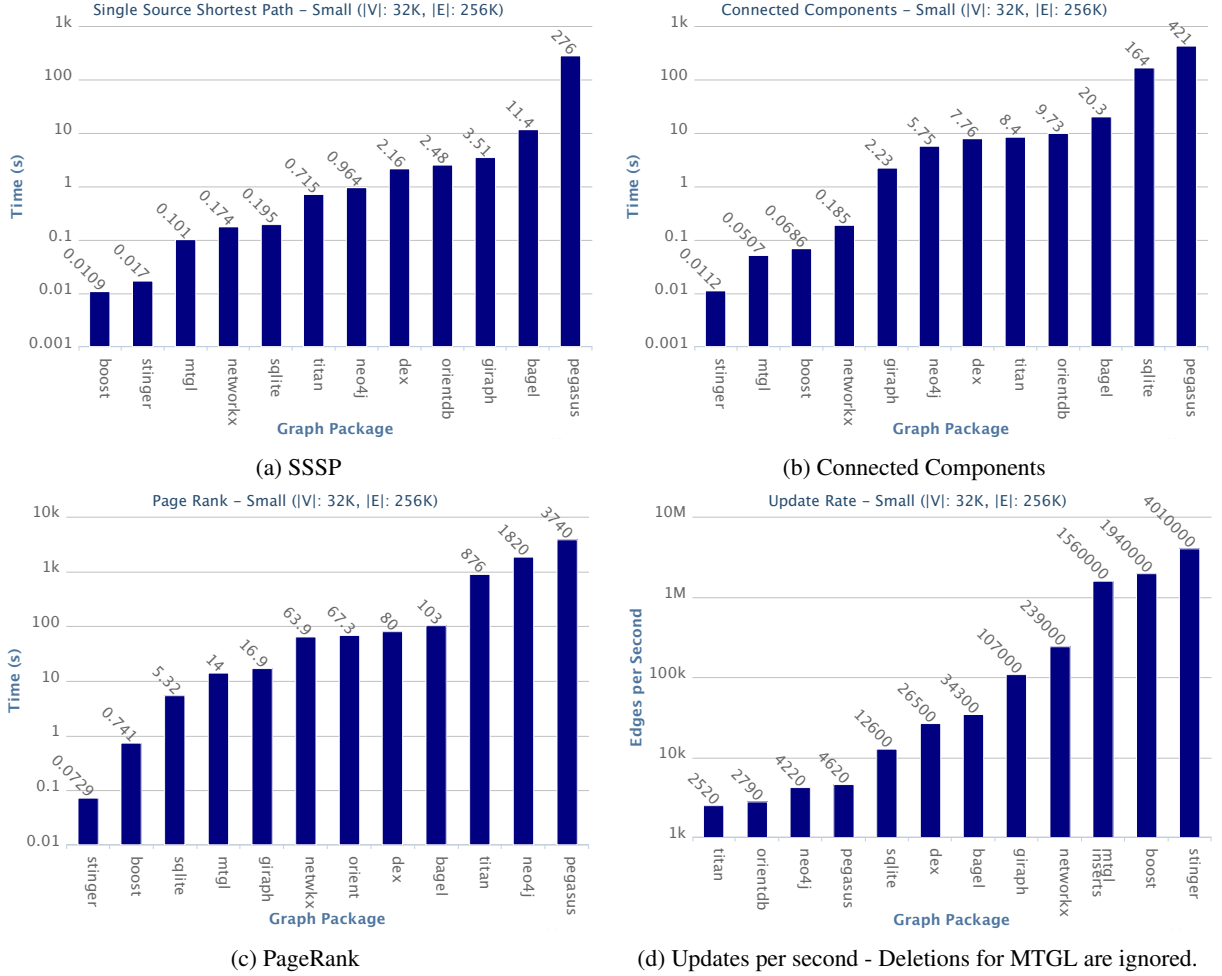 Single Source Shortest Path – Small (|V|: 32K, |E|: 256K)
1k
100
10
1
0.1
0.01
0.001
Time (s)
0.0109
0.017
0.101
0.174
0.195
0.715
0.964
2.16
2.48
3.51
11.4
276
boost
stinger
mtgl
networkx
sqlite
titan
neo4j
dex
orientdb
giraph
bagel
pegasus
Graph Package
(a) SSSP
Connected Components – Small (|V|: 32K, |E|: 256K)
1k
100
10
1
0.1
0.01
0.001
Time (s)
0.0112
0.0507
0.0686
0.185
2.23
5.75
7.76
8.4
9.73
20.3
164
421
stinger
mtgl
boost
networkx
giraph
neo4j
dex
titan
orientdb
bagel
sqlite
pegasus
Graph Package
(b) Connected Components
Page Rank – Small (|V|: 32K, |E|: 256K)
10k
1k
100
10
1
0.1
0.01
Time (s)
0.0729
0.741
5.32
14
16.9
63.9
67.3
80
103
876
1820
3740
stinger
boost
sqlite
mtgl
giraph
netwkx
orient
dex
bagel
titan
neo4j
pegasus
Graph Package
(c) PageRank
Update Rate – Small (|V|: 32K, |E|: 256K)
10M
1M
100k
10k
1k
Edges per Second
2520
2790
4220
4620
12600
26500
34300
107000
239000
1560000
1940000
4010000
titan
orientdb
neo4j
pegasus
sqlite
dex
bagel
giraph
networkx
mtgl
inserts
boost
stinger
Graph Package
(d) Updates per second - Deletions for MTGL are ignored.